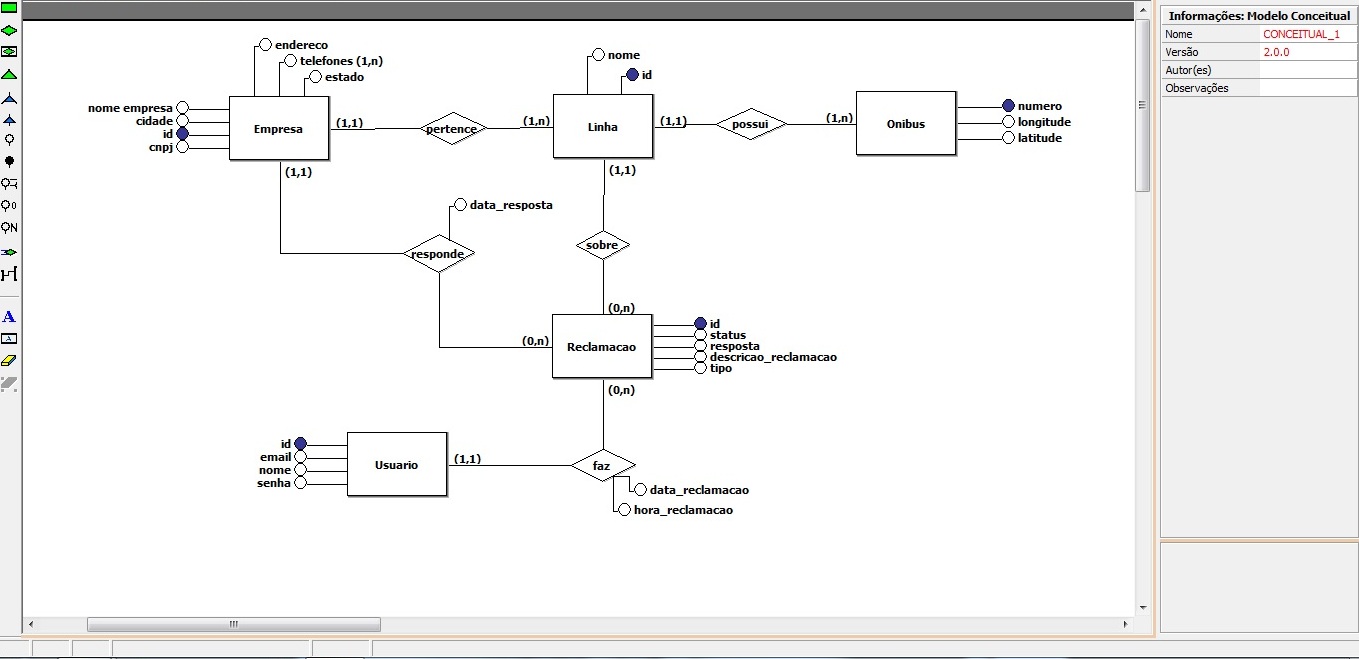 Informações: Modelo Conceitual
Nome CONCEITUAL_1
Versão 2.0.0
Autor(es)
Observações
endereco
telefones (1,n)
estado
nome empresa
cidade
id
cnpj
Empresa
(1,1)
pertence
(1,n)
nome
id
Linha
(1,1)
possui
(1,n)
Onibus
numero
longitude
latitude
(1,1)
(1,1)
data_resposta
responde
sobre
(0,n)
(0,n)
Reclamacao
id
status
resposta
descricao_reclamacao
tipo
(0,n)
id
email
nome
senha
Usuario
(1,1)
faz
data_reclamacao
hora_reclamacao
A
0
N